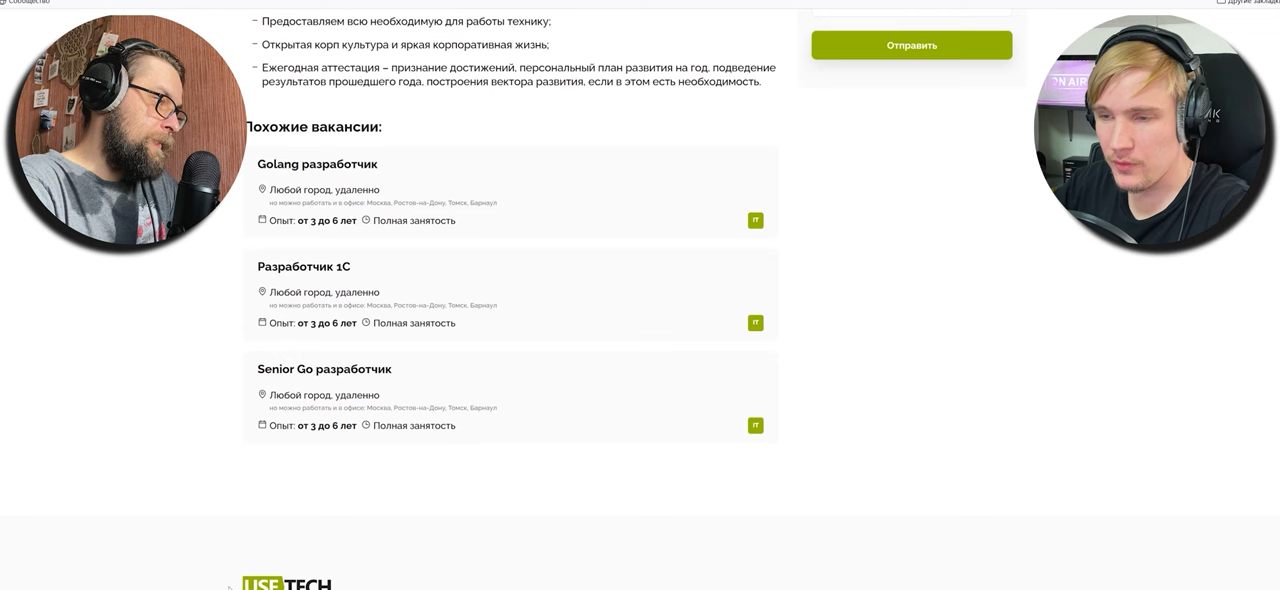 Сообщество
Другие закладки
– Предоставляем всю необходимую для работы технику;
– Открытая корп культура и яркая корпоративная жизнь;
– Ежегодная аттестация – признание достижений, персональный план развития на год, подведение
результатов прошедшего года, построения вектора развития, если в этом есть необходимость.
Отправить
ON AIR
Похожие вакансии:
Golang разработчик
Любой город, удаленно
но можно работать и в офисе: Москва, Ростов-на-Дону, Томск, Барнаул
Опыт: от 3 до 6 лет Полная занятость
IT
Разработчик 1С
Любой город, удаленно
но можно работать и в офисе: Москва, Ростов-на-Дону, Томск, Барнаул
Опыт: от 3 до 6 лет Полная занятость
IT
Senior Go разработчик
Любой город, удаленно
но можно работать и в офисе: Москва, Ростов-на-Дону, Томск, Барнаул
Опыт: от 3 до 6 лет Полная занятость
IT
USETECH